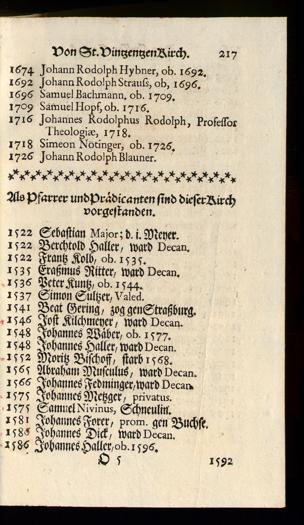 Von St. Vintzentzen Kirch. 217
1674 Johann Rodolph Hybner, ob. 1692.
1692 Johann Rodolph Strauss, ob, 1696.
1696 Samuel Bachmann, ob. 1709.
1709 Samuel Hopf, ob. 1716.
1716 Johannes Rodolphus Rodolph, Professor
Theologiæ, 1718.
1718 Simeon Nötinger, ob. 1726.
1726 Johann Rodolph Blauner.
Als Pfarrer und Prädicanten sind dieser Kirch
vorgestanden.
1522 Sebastian Major; d. i. Meyer.
1522 Berchtold Haller, ward Decan.
1522 Frantz Kolb, ob. 1535.
1535 Eraßmus Ritter, ward Decan.
1536 Peter Kuntz, ob. 1544.
1537 Simon Sultzer, Valed.
1541 Beat Gering, zog gen Straßburg.
1546 Jost Kilchmeyer, ward Decan.
1548 Johannes Wäber, ob. 1577.
1548 Johannes Haller, ward Decan.
1552 Moritz Bischoff, starb 1568.
1565 Abraham Musculus, ward Decan.
1566 Johannes Fedminger, ward Decan.
1575 Johannes Metzger, privatus.
1575 Samuel Nivinus, Schneulin.
1581 Johannes Forer, prom. gen Buchse.
Johannes Dick, ward Decan.
1586 Johannes Haller, ob. 1596.
O 5 1592